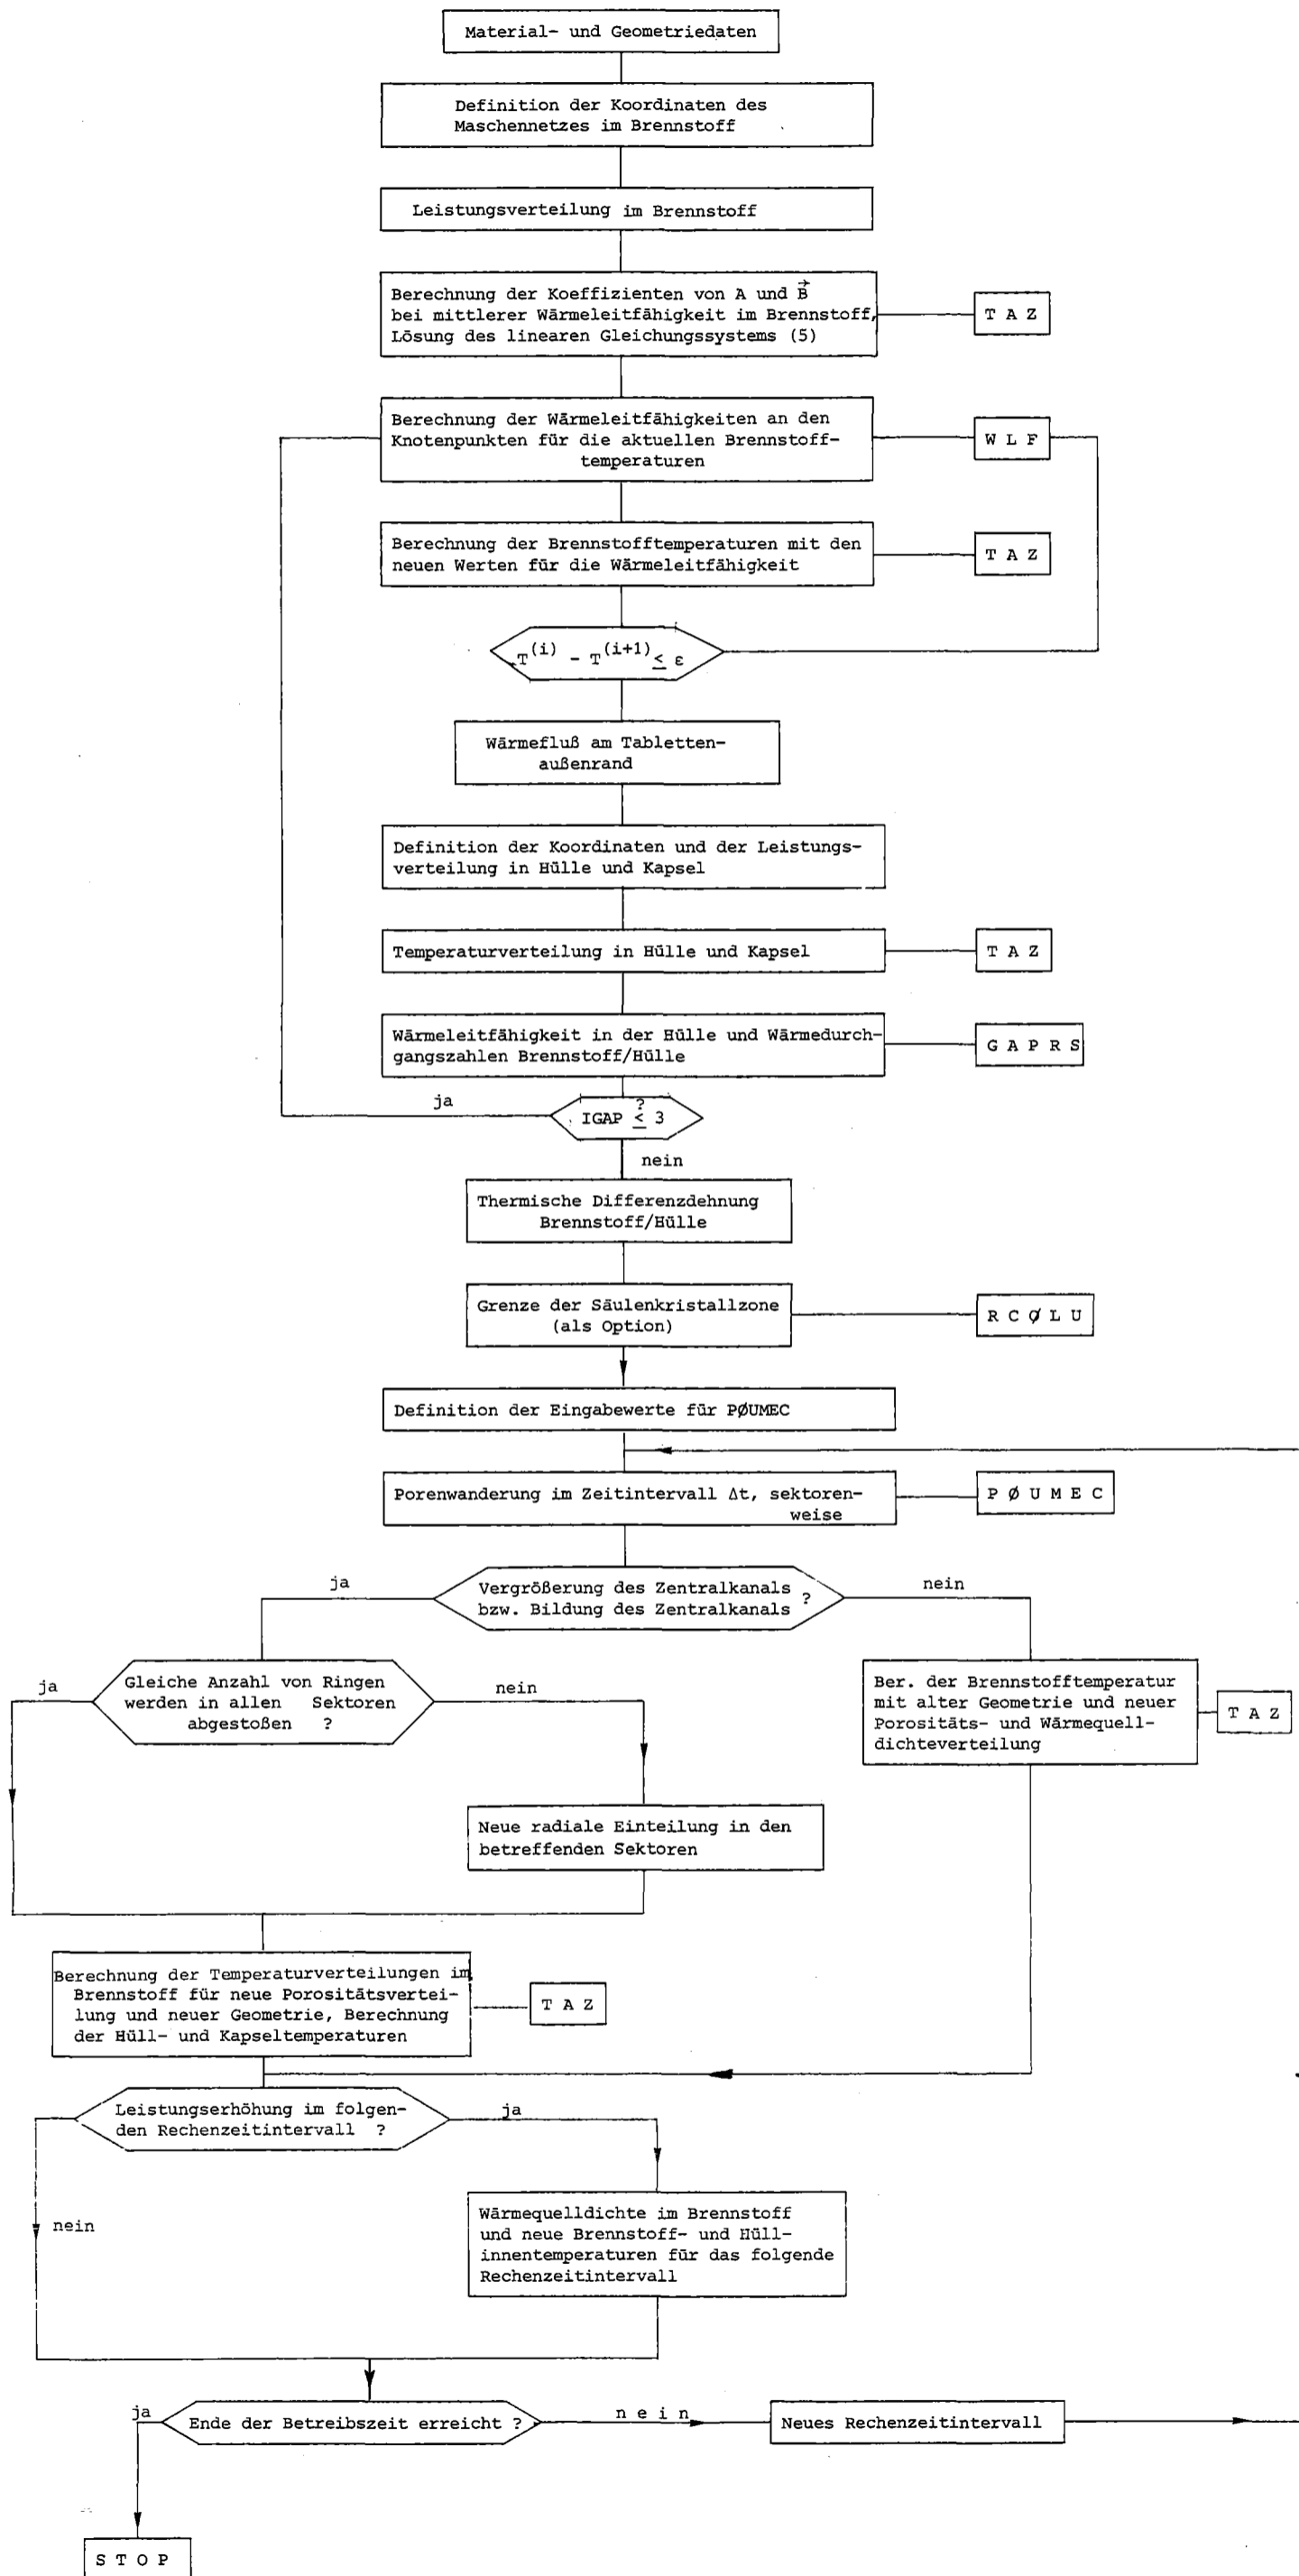 Material- und Geometriedaten
Definition der Koordinaten des
Maschennetzes im Brennstoff
Leistungsverteilung im Brennstoff
Berechnung der Koeffizienten von A und B⃗
bei mittlerer Wärmeleitfähigkeit im Brennstoff,
Lösung des linearen Gleichungssystems (5)
T A Z
Berechnung der Wärmeleitfähigkeiten an den
Knotenpunkten für die aktuellen Brennstoff-
temperaturen
W L F
Berechnung der Brennstofftemperaturen mit den
neuen Werten für die Wärmeleitfähigkeit
T A Z
T^(i) - T^(i+1) ≤ ε
Wärmefluß am Tabletten-
außenrand
Definition der Koordinaten und der Leistungs-
verteilung in Hülle und Kapsel
Temperaturverteilung in Hülle und Kapsel
T A Z
Wärmeleitfähigkeit in der Hülle und Wärmedurch-
gangszahlen Brennstoff/Hülle
G A P R S
ja
?
IGAP ≤ 3
nein
Thermische Differenzdehnung
Brennstoff/Hülle
Grenze der Säulenkristallzone
(als Option)
R C Ø L U
Definition der Eingabewerte für PØUMEC
Porenwanderung im Zeitintervall Δt, sektoren-
weise
P Ø U M E C
ja
Vergrößerung des Zentralkanals
bzw. Bildung des Zentralkanals ?
nein
ja
Gleiche Anzahl von Ringen
werden in allen Sektoren
abgestoßen ?
nein
Ber. der Brennstofftemperatur
mit alter Geometrie und neuer
Porositäts- und Wärmequell-
dichteverteilung
T A Z
Neue radiale Einteilung in den
betreffenden Sektoren
Berechnung der Temperaturverteilungen im
Brennstoff für neue Porositätsvertei-
lung und neuer Geometrie, Berechnung
der Hüll- und Kapseltemperaturen
T A Z
Leistungserhöhung im folgen-
den Rechenzeitintervall ?
ja
nein
Wärmequelldichte im Brennstoff
und neue Brennstoff- und Hüll-
innentemperaturen für das folgende
Rechenzeitintervall
ja
Ende der Betreibszeit erreicht ?
n e i n
Neues Rechenzeitintervall
S T O P